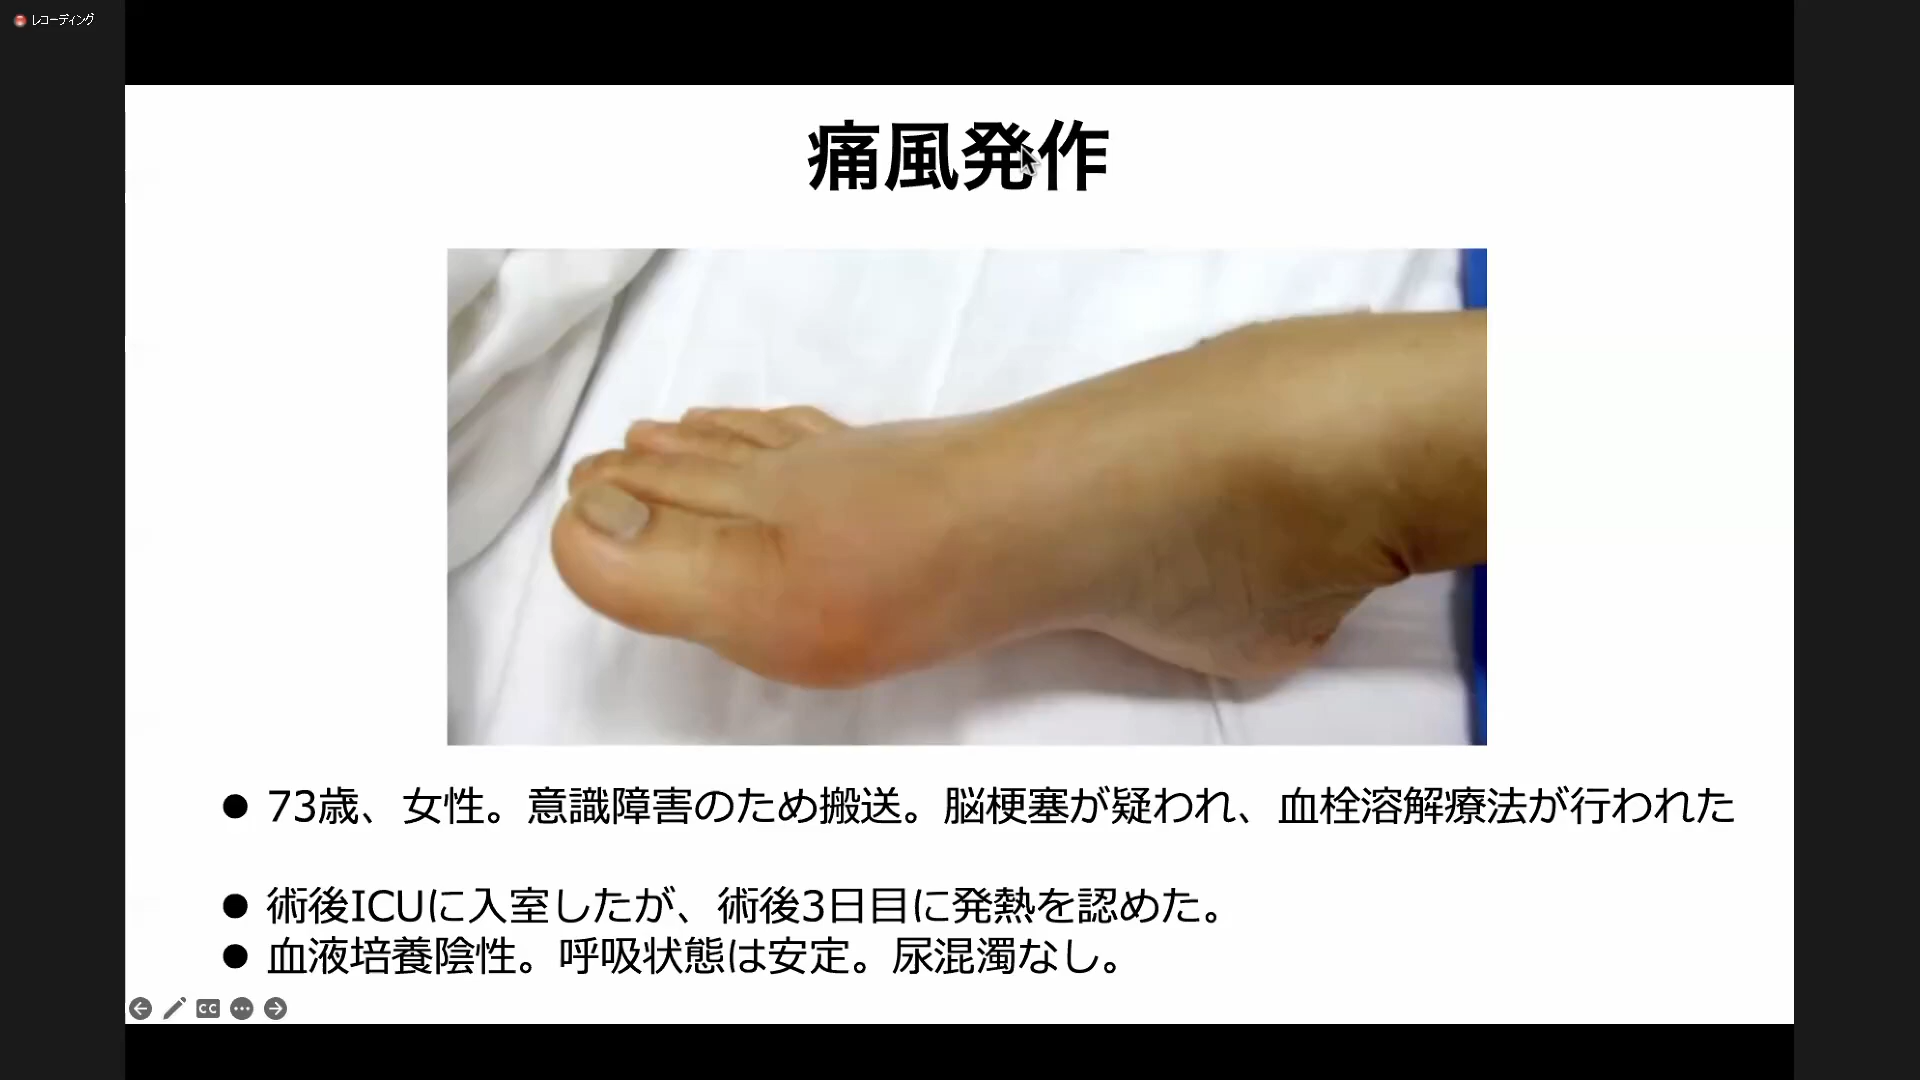 レコーディング
痛風発作
● 73歳、女性。意識障害のため搬送。脳梗塞が疑われ、血栓溶解療法が行われた
● 術後ICUに入室したが、術後3日目に発熱を認めた。
● 血液培養陰性。呼吸状態は安定。尿混濁なし。
CC